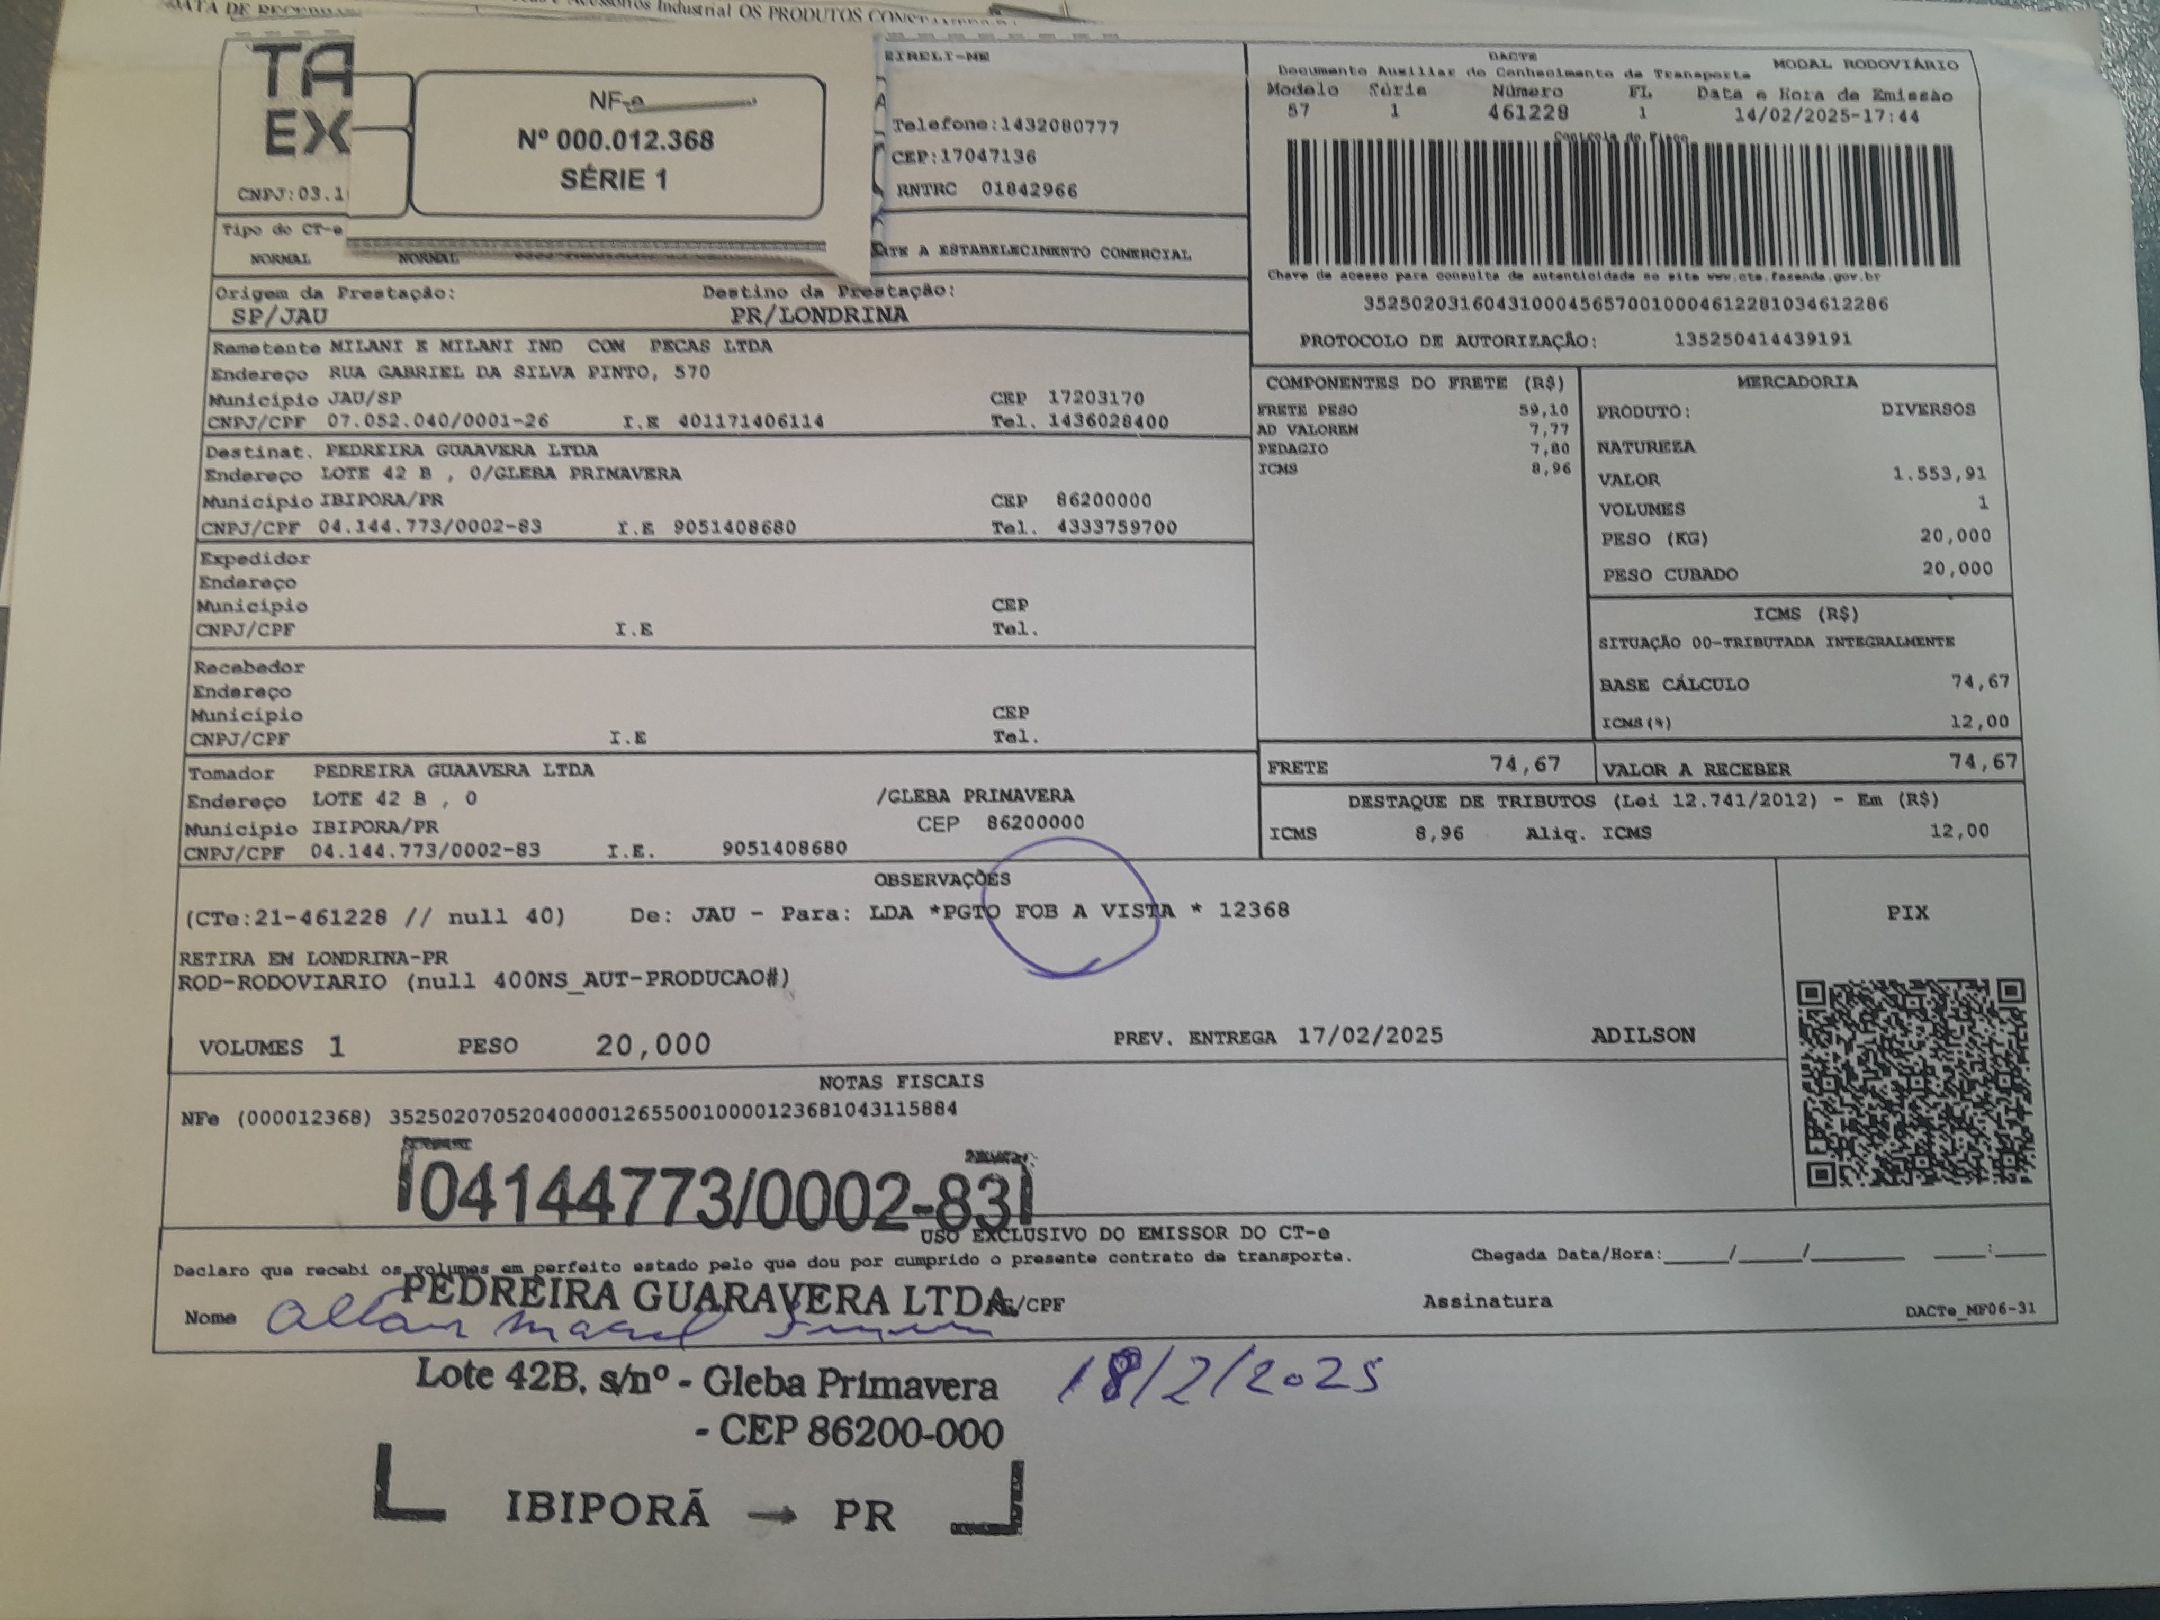 DATA DE RECEBIM
Acessórios Industrial OS PRODUTOS CONSTANTES DA
TA
EX
CNPJ:03.1
NF-e
Nº 000.012.368
SÉRIE 1
EIRELI-ME
Telefone:1432080777
CEP:17047136
RNTRC 01842966
DACTE
Documento Auxiliar do Conhecimento de Transporte
MODAL RODOVIÁRIO
Modelo Série Número FL Data e Hora de Emissão
57 1 461228 1 14/02/2025-17:44
Controle do Fisco
Chave de acesso para consulta de autenticidade no site www.cte.fazenda.gov.br
35250203160431000456570010004612281034612286
PROTOCOLO DE AUTORIZAÇÃO: 135250414439191
Tipo do CT-e
NORMAL NORMAL
A ESTABELECIMENTO COMERCIAL
Origem da Prestação: Destino da Prestação:
SP/JAU PR/LONDRINA
Remetente MILANI E MILANI IND COM PECAS LTDA
Endereço RUA GABRIEL DA SILVA PINTO, 570
Município JAU/SP CEP 17203170
CNPJ/CPF 07.052.040/0001-26 I.E 401171406114 Tel. 1436028400
Destinat. PEDREIRA GUAAVERA LTDA
Endereço LOTE 42 B , 0/GLEBA PRIMAVERA
Município IBIPORA/PR CEP 86200000
CNPJ/CPF 04.144.773/0002-83 I.E 9051408680 Tel. 4333759700
Expedidor
Endereço
Município CEP
CNPJ/CPF I.E Tel.
Recebedor
Endereço
Município CEP
CNPJ/CPF I.E Tel.
Tomador PEDREIRA GUAAVERA LTDA
Endereço LOTE 42 B , 0 /GLEBA PRIMAVERA
Município IBIPORA/PR CEP 86200000
CNPJ/CPF 04.144.773/0002-83 I.E. 9051408680
COMPONENTES DO FRETE (R$)
FRETE PESO 59,10
AD VALOREM 7,77
PEDAGIO 7,80
ICMS 8,96
MERCADORIA
PRODUTO: DIVERSOS
NATUREZA
VALOR 1.553,91
VOLUMES 1
PESO (KG) 20,000
PESO CUBADO 20,000
ICMS (R$)
SITUAÇÃO 00-TRIBUTADA INTEGRALMENTE
BASE CÁLCULO 74,67
ICMS(%) 12,00
FRETE 74,67 VALOR A RECEBER 74,67
DESTAQUE DE TRIBUTOS (Lei 12.741/2012) - Em (R$)
ICMS 8,96 Aliq. ICMS 12,00
OBSERVAÇÕES
(CTe:21-461228 // null 40) De: JAU - Para: LDA *PGTO FOB A VISTA * 12368
RETIRA EM LONDRINA-PR
ROD-RODOVIARIO (null 400NS_AUT-PRODUCAO#)
VOLUMES 1 PESO 20,000 PREV. ENTREGA 17/02/2025 ADILSON
PIX
NOTAS FISCAIS
NFe (000012368) 35250207052040000126550010000123681043115884
04144773/0002-83
USO EXCLUSIVO DO EMISSOR DO CT-e
Declaro que recebi os volumes em perfeito estado pelo que dou por cumprido o presente contrato de transporte. Chegada Data/Hora: / / :
PEDREIRA GUARAVERA LTDA.
Nome RG/CPF Assinatura DACTe_MF06-31
Lote 42B, s/nº - Gleba Primavera
18/2/2025
- CEP 86200-000
IBIPORÃ - PR